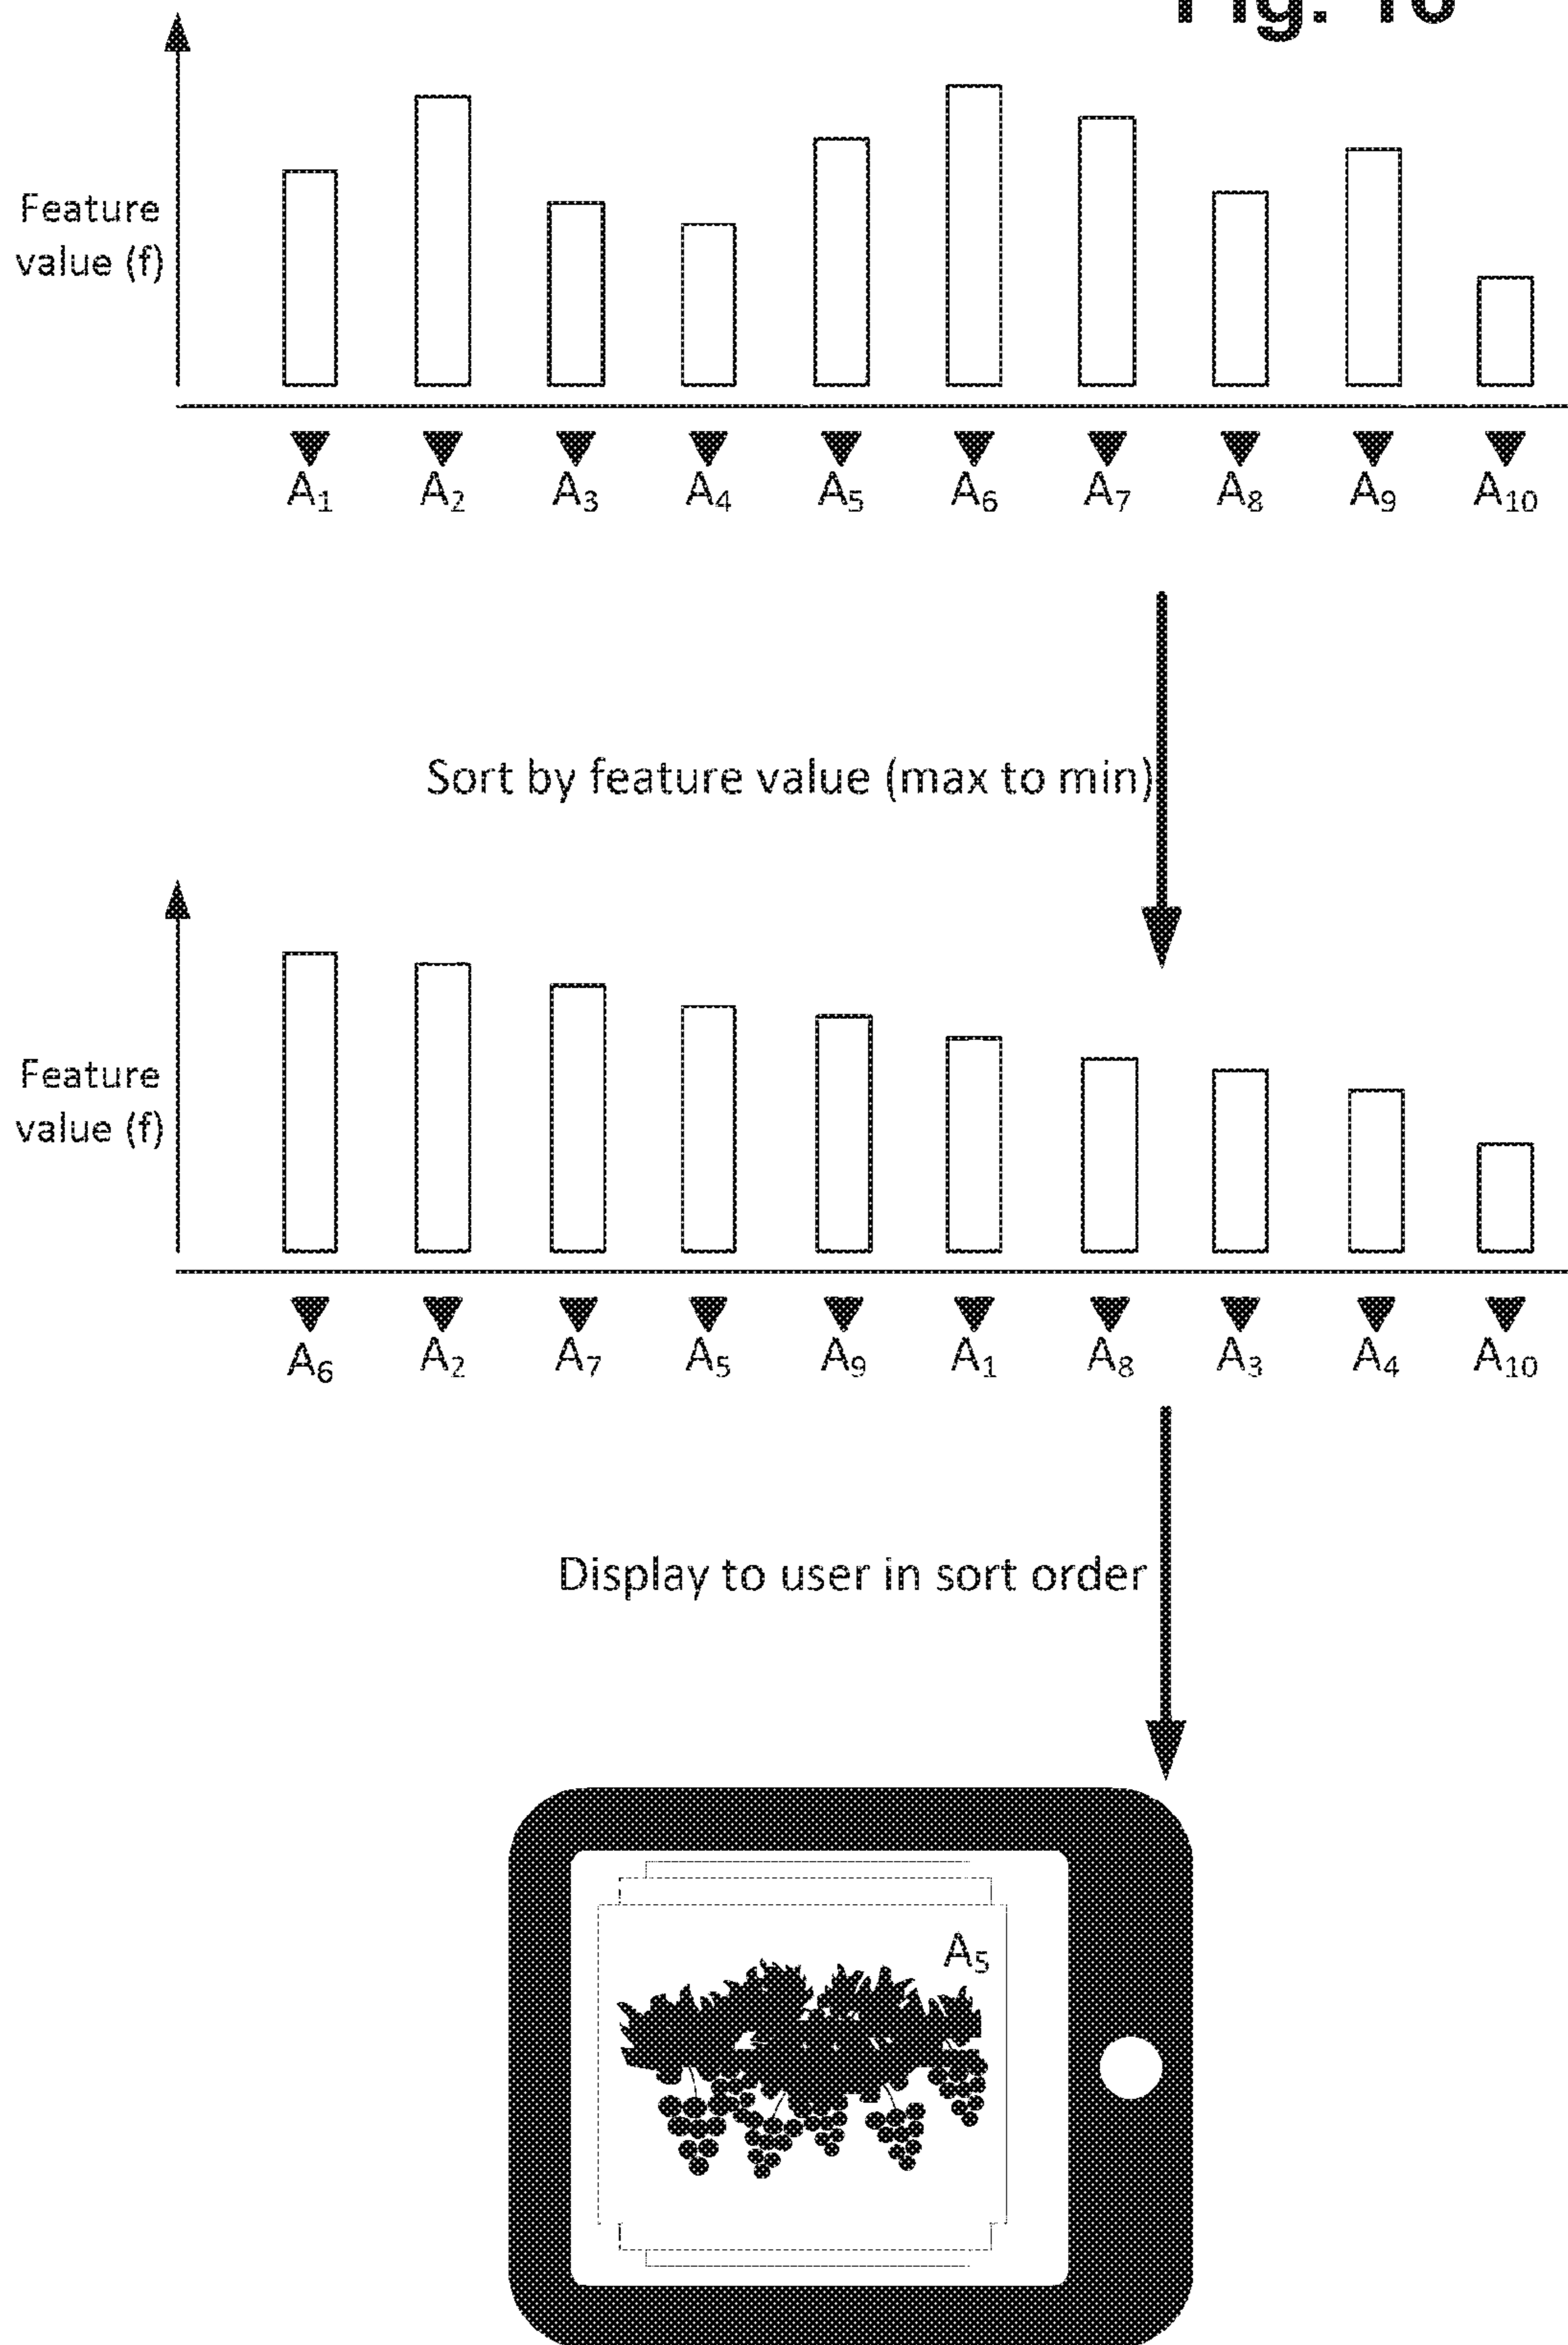 Feature
value (f)
A₁ A₂ A₃ A₄ A₅ A₆ A₇ A₈ A₉ A₁₀
Sort by feature value (max to min)
Feature
value (f)
A₆ A₂ A₇ A₅ A₉ A₁ A₈ A₃ A₄ A₁₀
Display to user in sort order
A₅